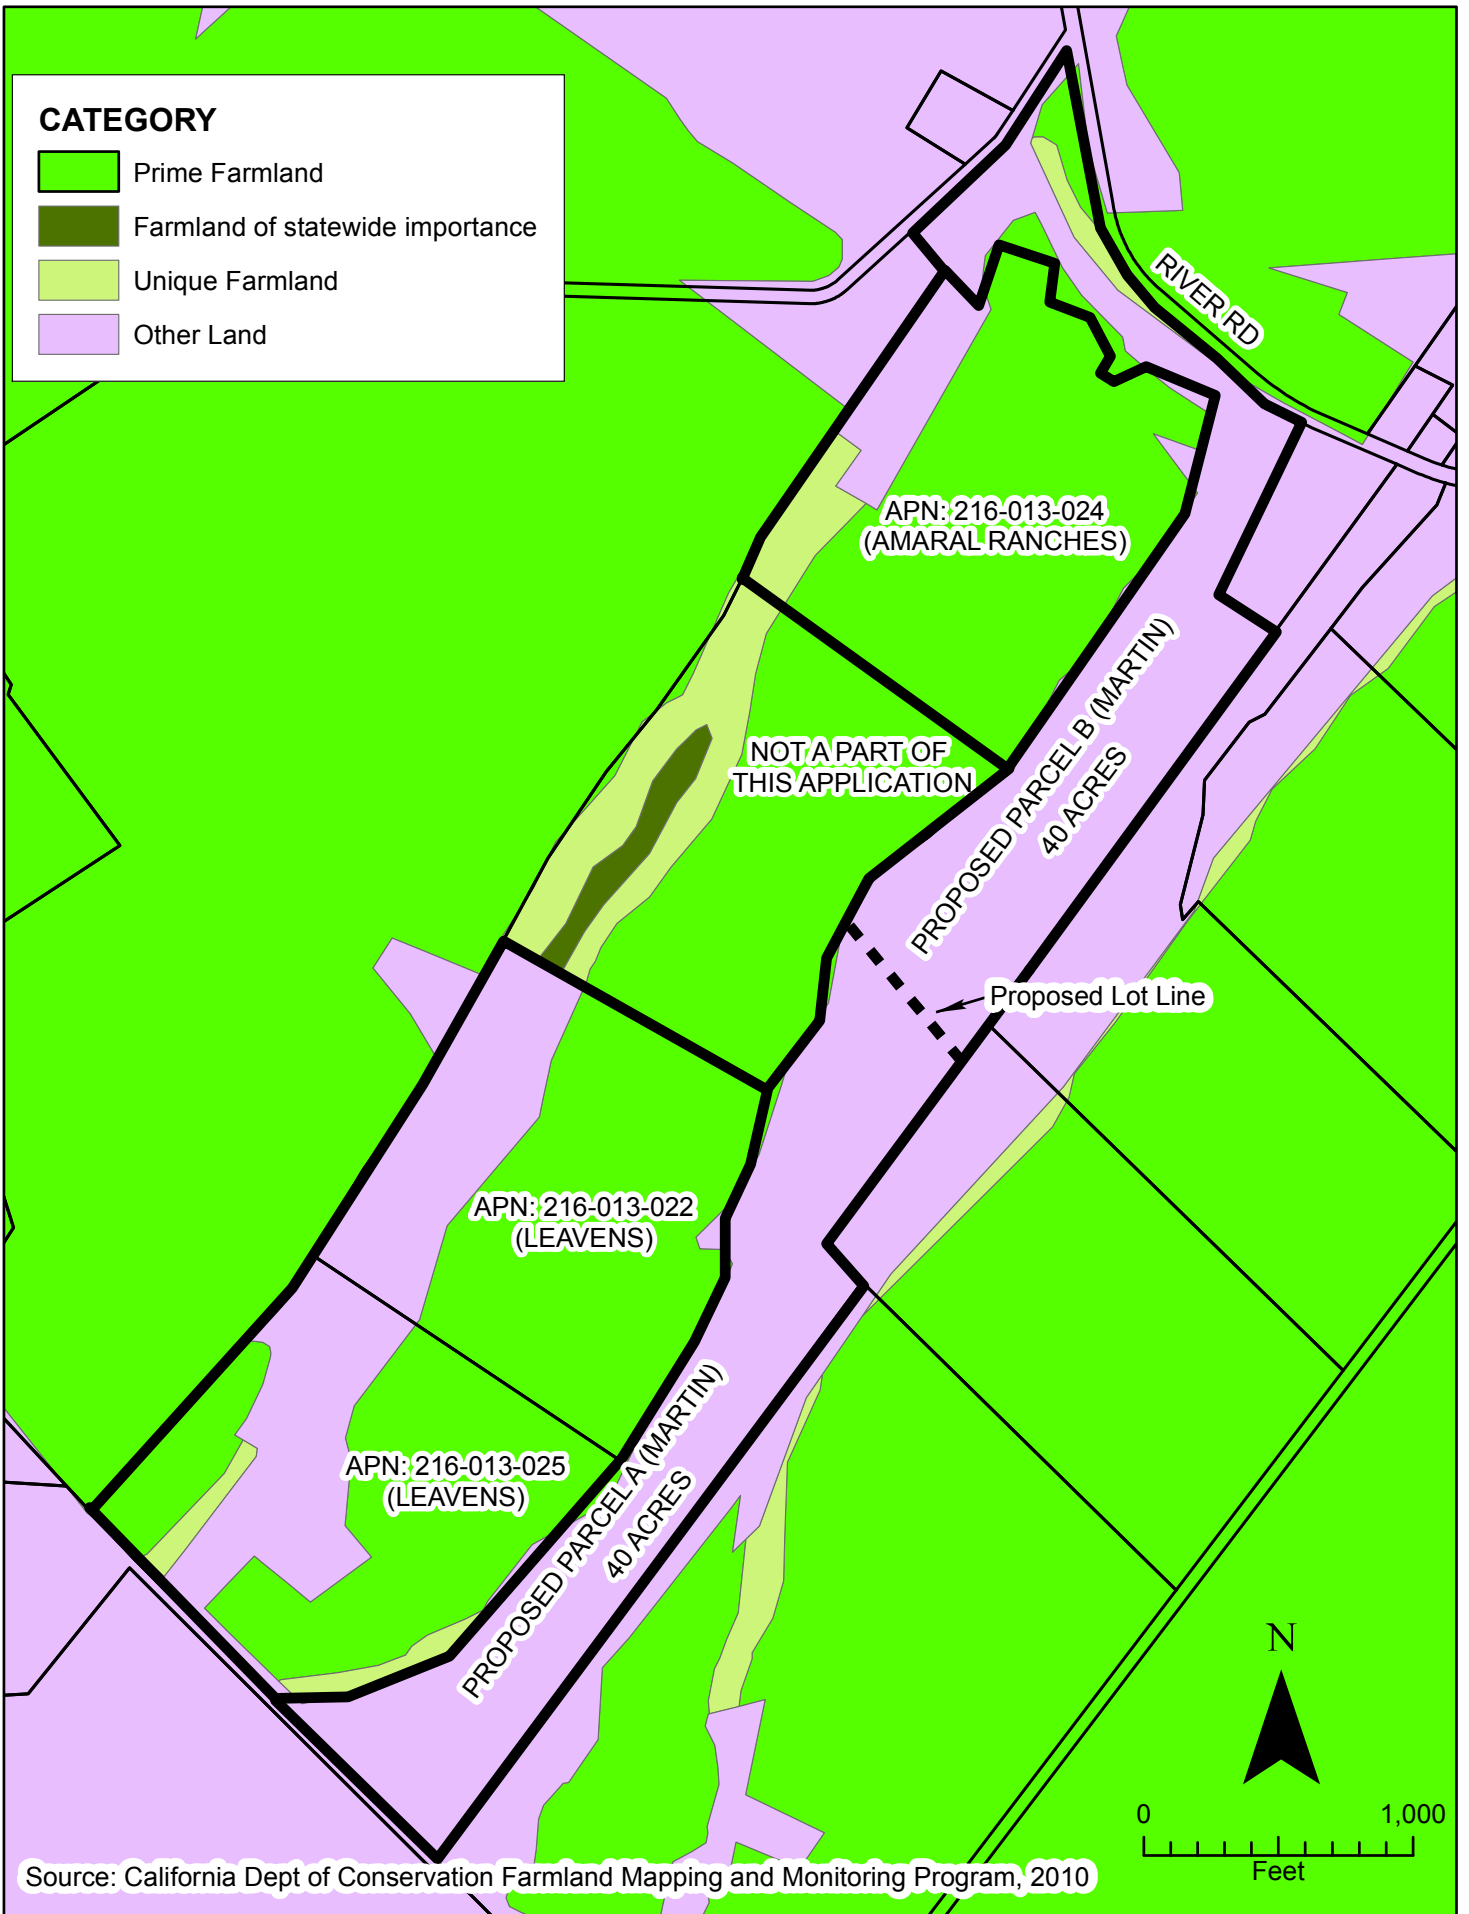 CATEGORY
Prime Farmland
Farmland of statewide importance
Unique Farmland
Other Land
RIVER RD
APN: 216-013-024
(AMARAL RANCHES)
NOT A PART OF
THIS APPLICATION
PROPOSED PARCEL B (MARTIN)
40 ACRES
Proposed Lot Line
APN: 216-013-022
(LEAVENS)
APN: 216-013-025
(LEAVENS)
PROPOSED PARCEL A (MARTIN)
40 ACRES
N
0 1,000
Feet
Source: California Dept of Conservation Farmland Mapping and Monitoring Program, 2010